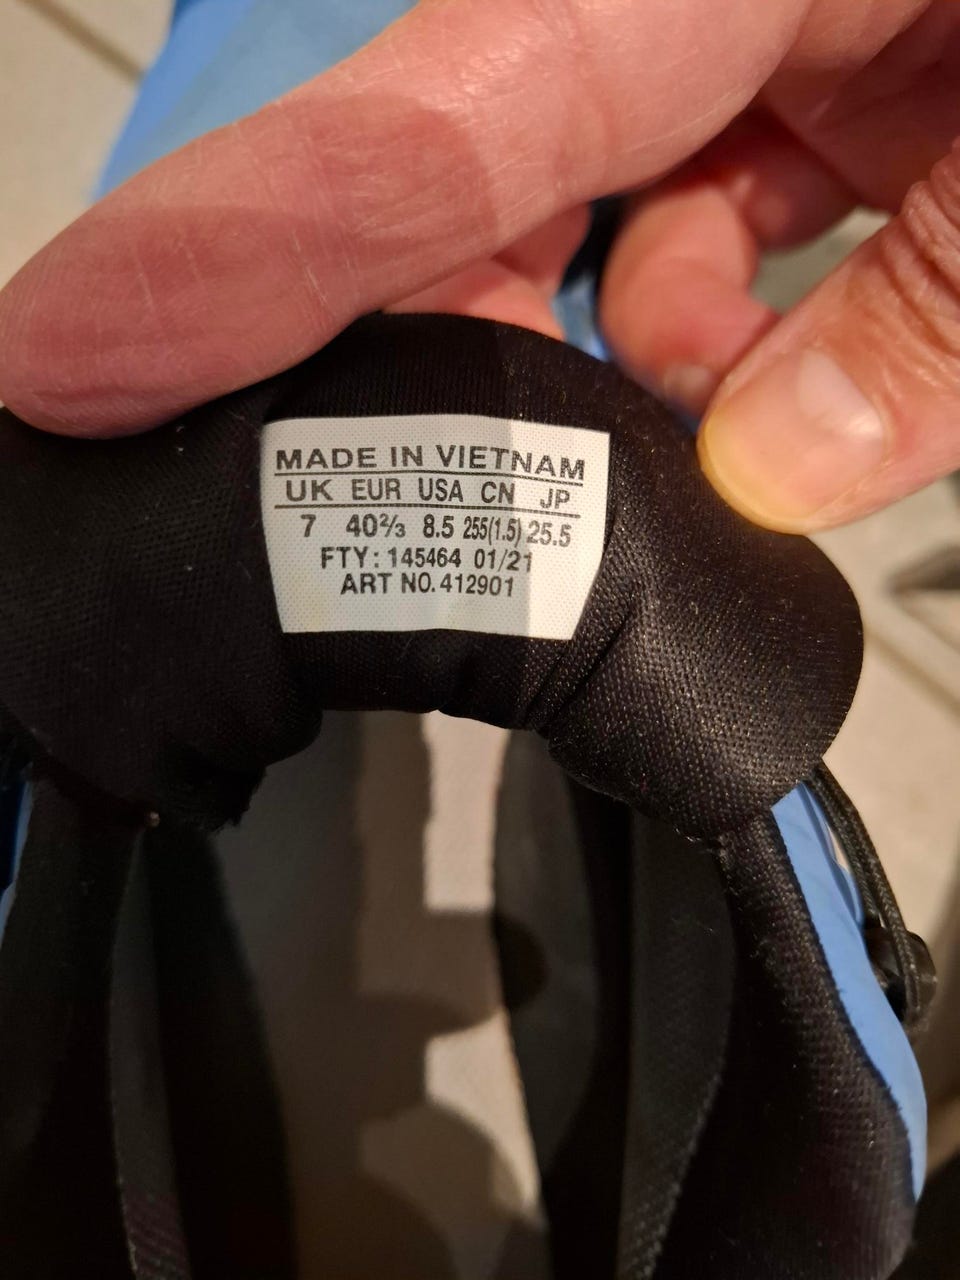 MADE IN VIETNAM
UK EUR USA CN JP
7 40⅔ 8.5 255(1.5) 25.5
FTY: 145464 01/21
ART NO. 412901